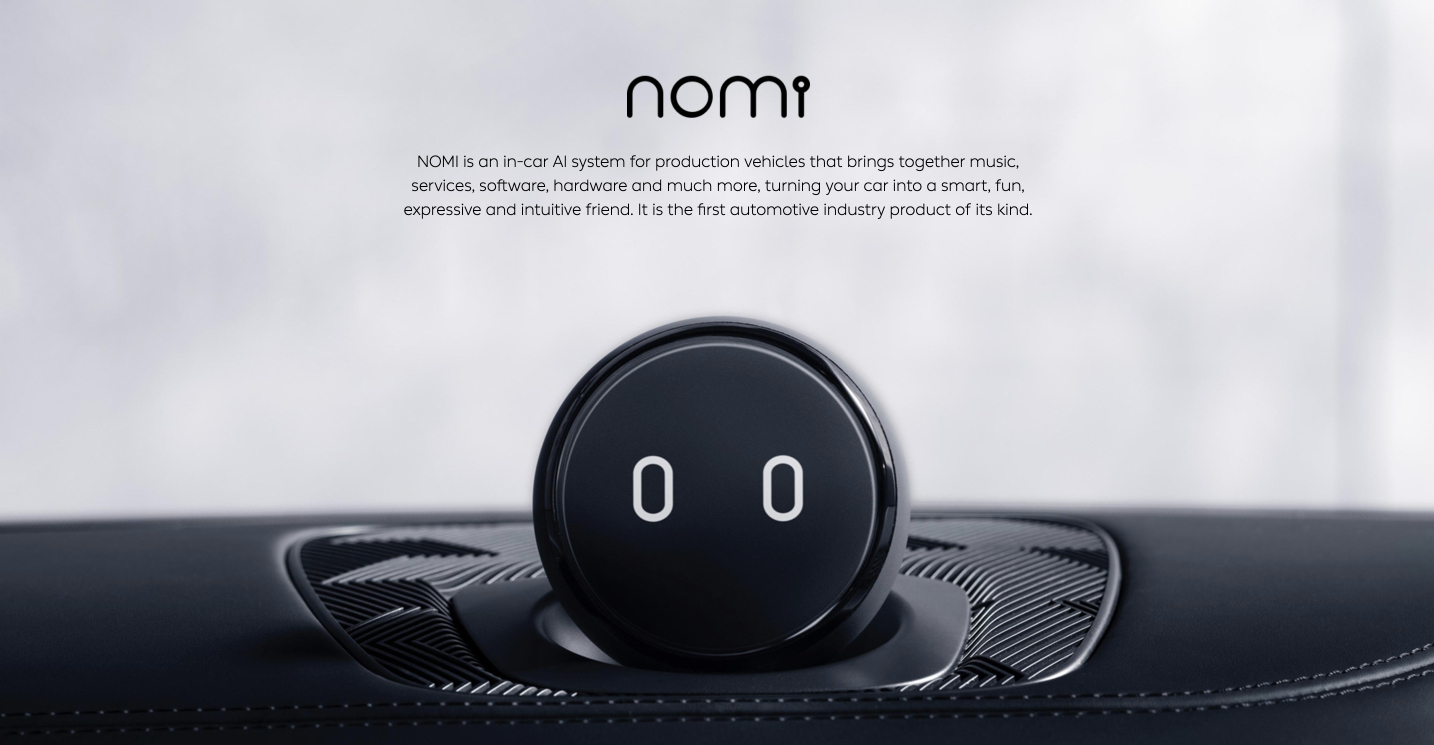 nomi
NOMI is an in-car AI system for production vehicles that brings together music,
services, software, hardware and much more, turning your car into a smart, fun,
expressive and intuitive friend. It is the first automotive industry product of its kind.